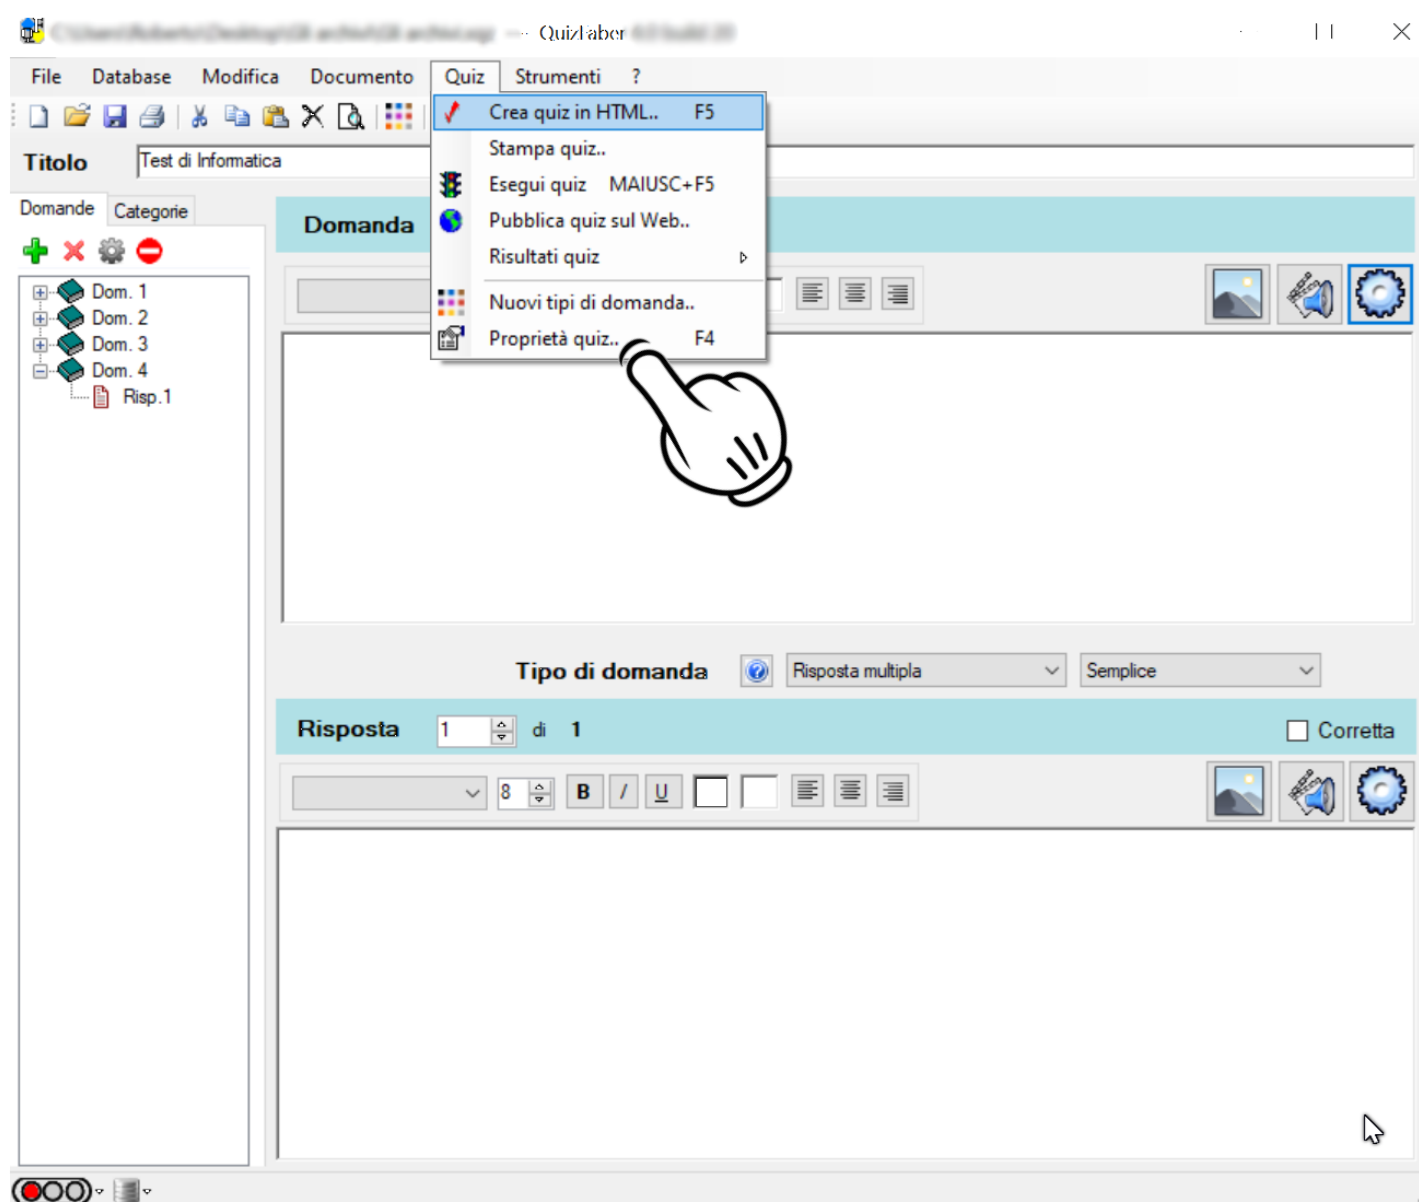 QuizFaber
File Database Modifica Documento Quiz Strumenti ?
Crea quiz in HTML.. F5
Stampa quiz..
Esegui quiz MAIUSC+F5
Pubblica quiz sul Web..
Risultati quiz
Nuovi tipi di domanda..
Proprietà quiz.. F4
Titolo Test di Informatica
Domande Categorie
Dom. 1
Dom. 2
Dom. 3
Dom. 4
Risp.1
Domanda
Tipo di domanda Risposta multipla Semplice
Risposta 1 di 1 Corretta
8 B I U